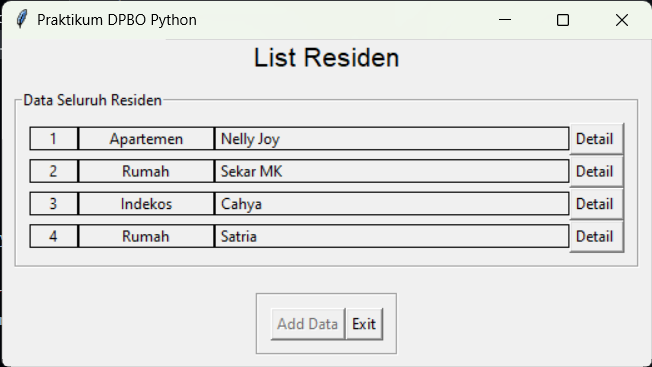 Praktikum DPBO Python
List Residen
Data Seluruh Residen
1 Apartemen Nelly Joy Detail
2 Rumah Sekar MK Detail
3 Indekos Cahya Detail
4 Rumah Satria Detail
Add Data Exit